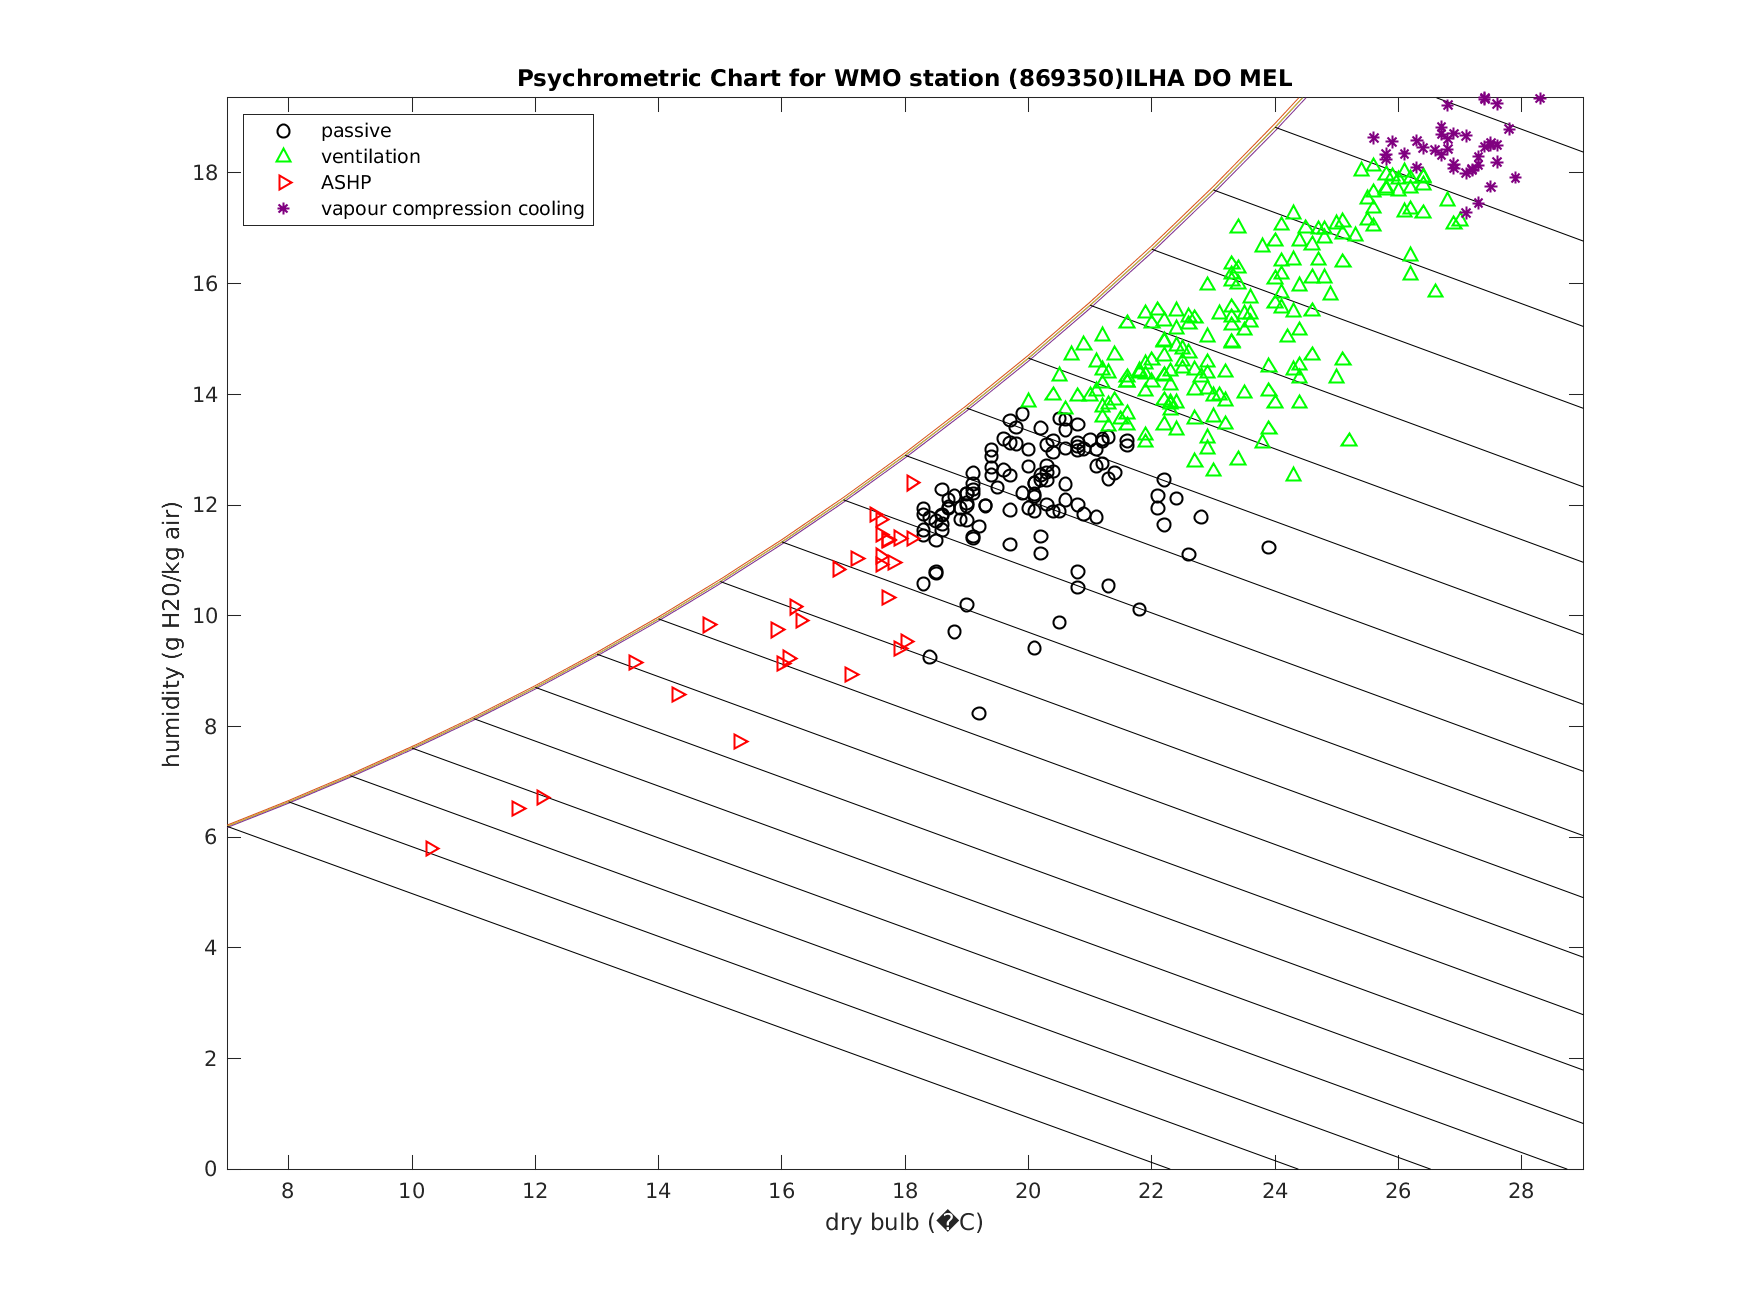 Psychrometric Chart for WMO station (869350)ILHA DO MEL
passive
ventilation
ASHP
vapour compression cooling
18
16
14
12
10
8
6
4
2
0
humidity (g H20/kg air)
8 10 12 14 16 18 20 22 24 26 28
dry bulb (�C)